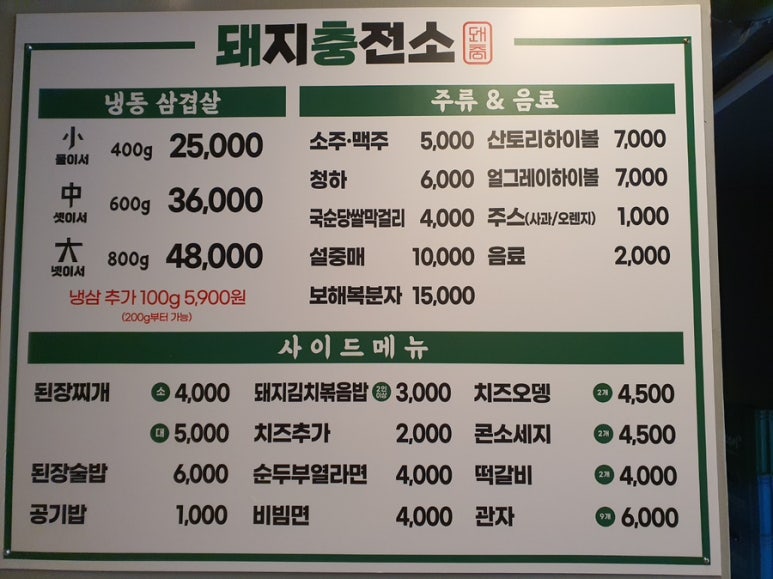 돼지충전소 돼충
냉동 삼겹살
小 둘이서 400g 25,000
中 셋이서 600g 36,000
大 넷이서 800g 48,000
냉삼 추가 100g 5,900원
(200g부터 가능)
주류 & 음료
소주·맥주 5,000 산토리하이볼 7,000
청하 6,000 얼그레이하이볼 7,000
국순당쌀막걸리 4,000 주스(사과/오렌지) 1,000
설중매 10,000 음료 2,000
보해복분자 15,000
사이드메뉴
된장찌개 소 4,000 돼지김치볶음밥 2인이상 3,000 치즈오뎅 2개 4,500
대 5,000 치즈추가 2,000 콘소세지 2개 4,500
된장술밥 6,000 순두부열라면 4,000 떡갈비 2개 4,000
공기밥 1,000 비빔면 4,000 관자 9개 6,000